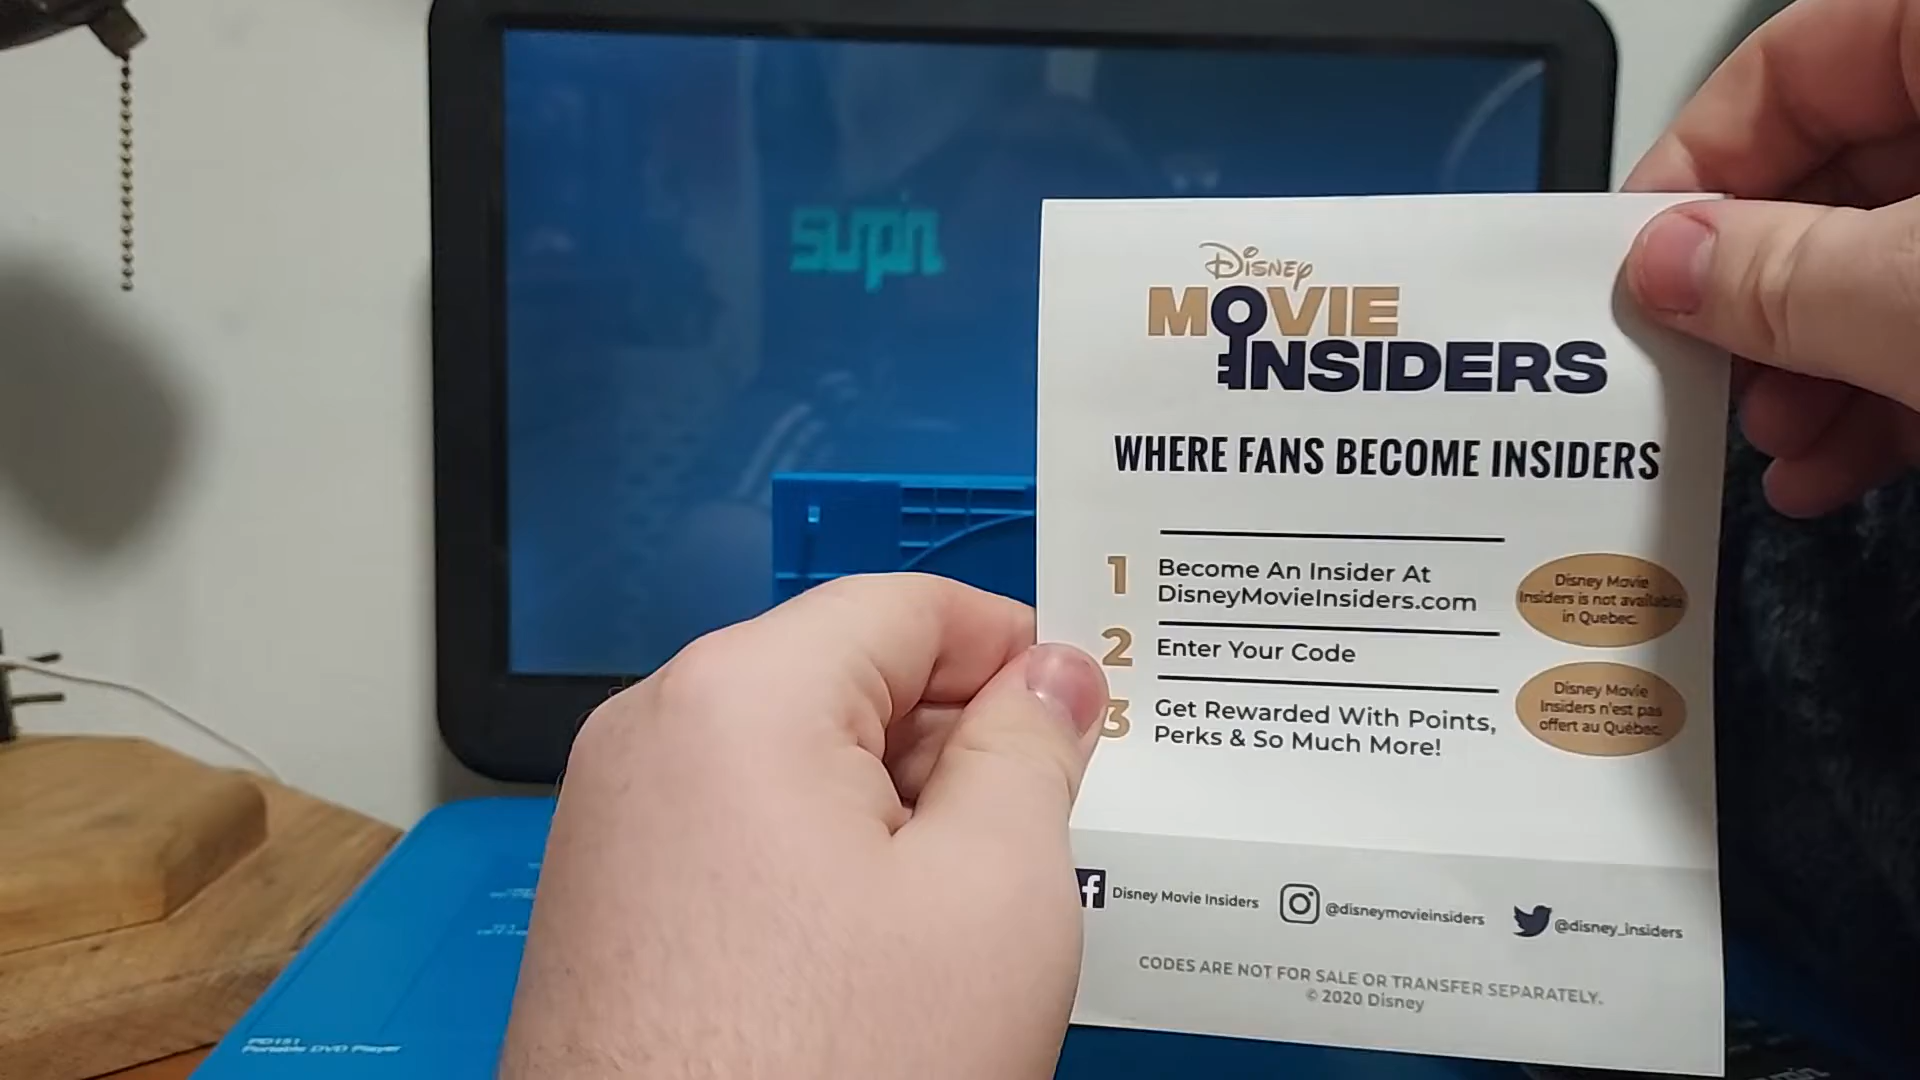 Disney
MOVIE
INSIDERS
WHERE FANS BECOME INSIDERS
1
Become An Insider At
DisneyMovieInsiders.com
2
Enter Your Code
3
Get Rewarded With Points,
Perks & So Much More!
Disney Movie
Insiders is not available
in Quebec.
Disney Movie
Insiders n'est pas
offert au Québec.
Disney Movie Insiders
@disneymovieinsiders
@disney_insiders
CODES ARE NOT FOR SALE OR TRANSFER SEPARATELY.
© 2020 Disney
Portable DVD Player